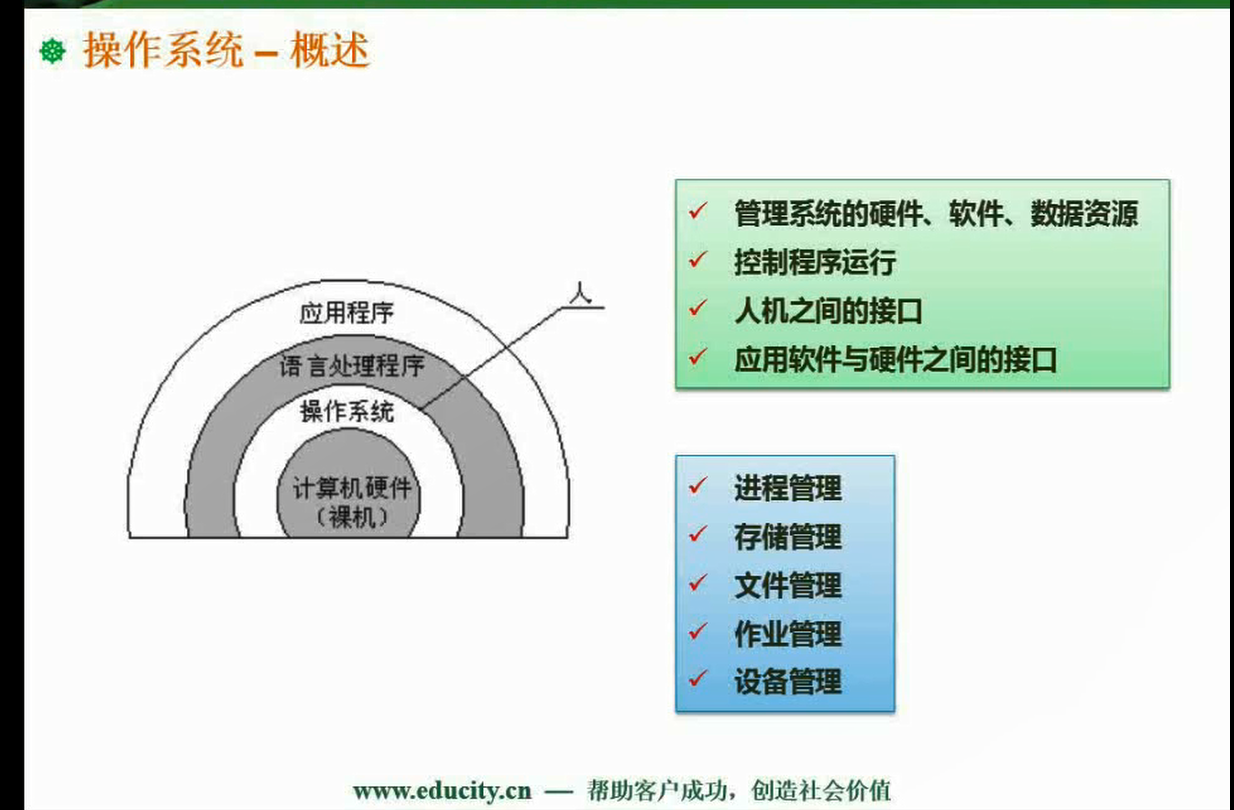 操作系统 – 概述
管理系统的硬件、软件、数据资源
控制程序运行
人机之间的接口
应用软件与硬件之间的接口
人
应用程序
语言处理程序
操作系统
计算机硬件
（裸机）
进程管理
存储管理
文件管理
作业管理
设备管理
www.educity.cn — 帮助客户成功，创造社会价值